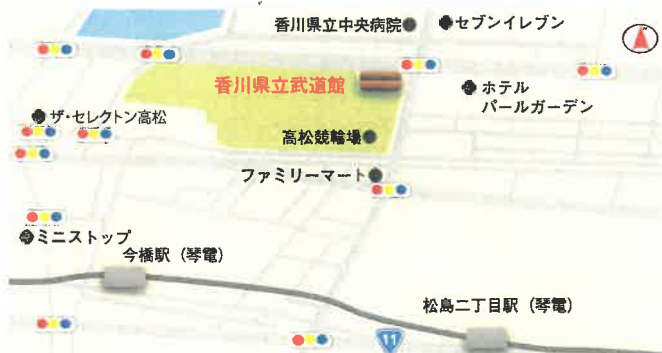 香川県立中央病院
セブンイレブン
香川県立武道館
ホテル
パールガーデン
ザ・セレクトン高松
高松競輪場
ファミリーマート
ミニストップ
今橋駅（琴電）
松島二丁目駅（琴電）
11